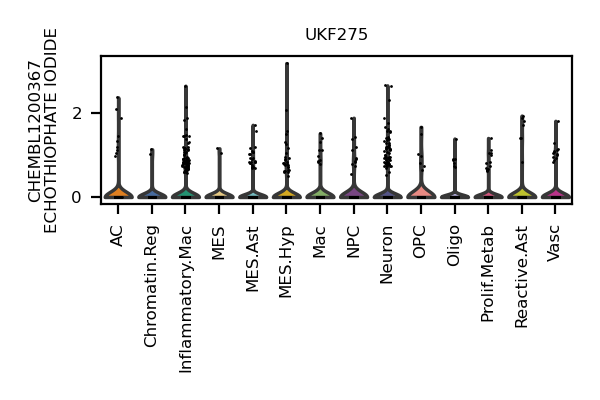 UKF275
CHEMBL1200367
ECHOTHIOPHATE IODIDE
2
0
AC
Chromatin.Reg
Inflammatory.Mac
MES
MES.Ast
MES.Hyp
Mac
NPC
Neuron
OPC
Oligo
Prolif.Metab
Reactive.Ast
Vasc